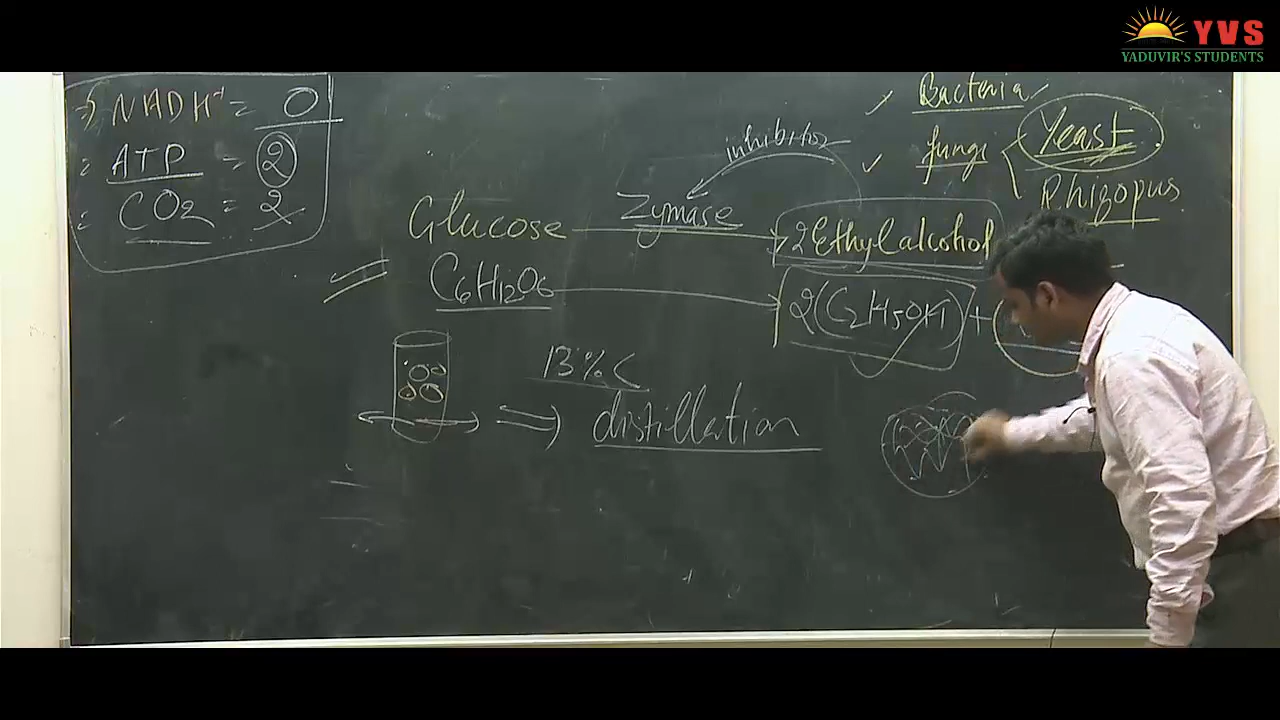 YVS
YADUVIR'S STUDENTS
NADH⁺ = 0
ATP = 2
CO2 = 2
Bacteria
fungi
Yeast
Rhizopus
inhibitor
Glucose
Zymase
2 Ethyl alcohol
C6H12O6
2(C2H5OH) +
13%
distillation